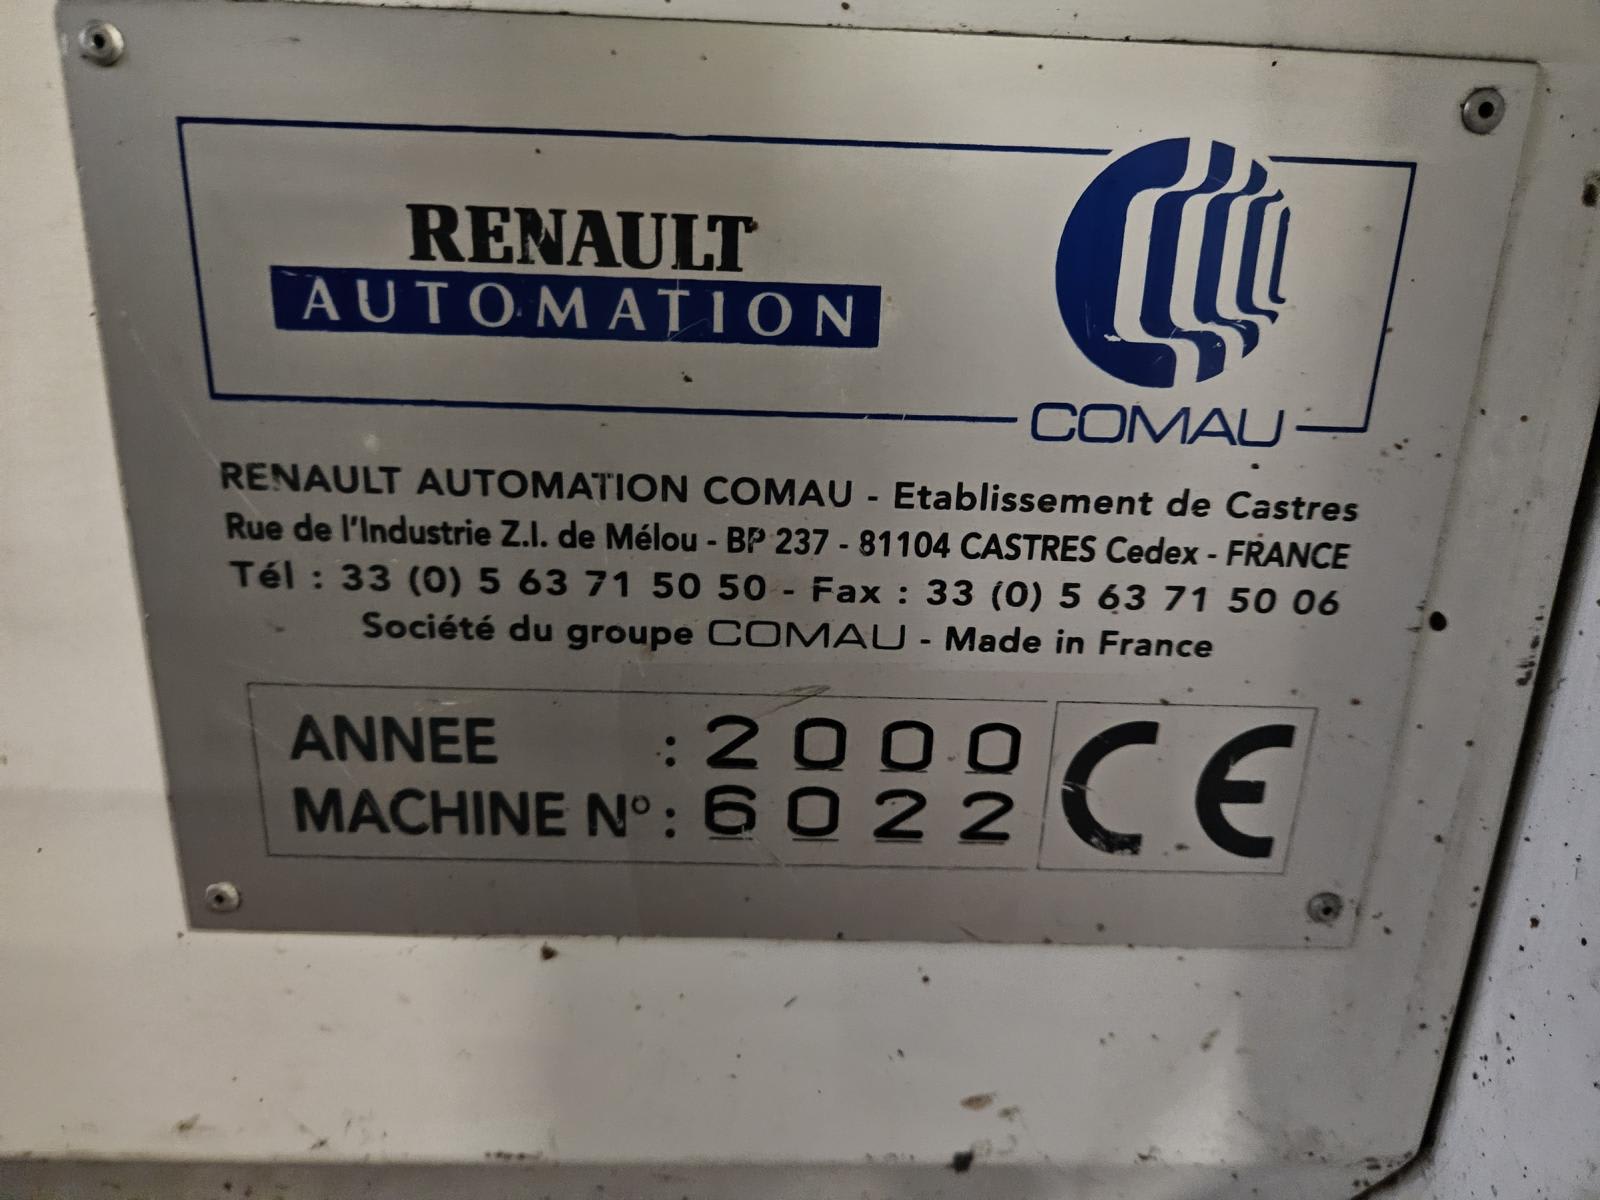 RENAULT
AUTOMATION
COMAU
RENAULT AUTOMATION COMAU - Etablissement de Castres
Rue de l'Industrie Z.I. de Mélou - BP 237 - 81104 CASTRES Cedex - FRANCE
Tél : 33 (0) 5 63 71 50 50 - Fax : 33 (0) 5 63 71 50 06
Société du groupe COMAU - Made in France
ANNEE : 2000
MACHINE Nº : 6022
CE